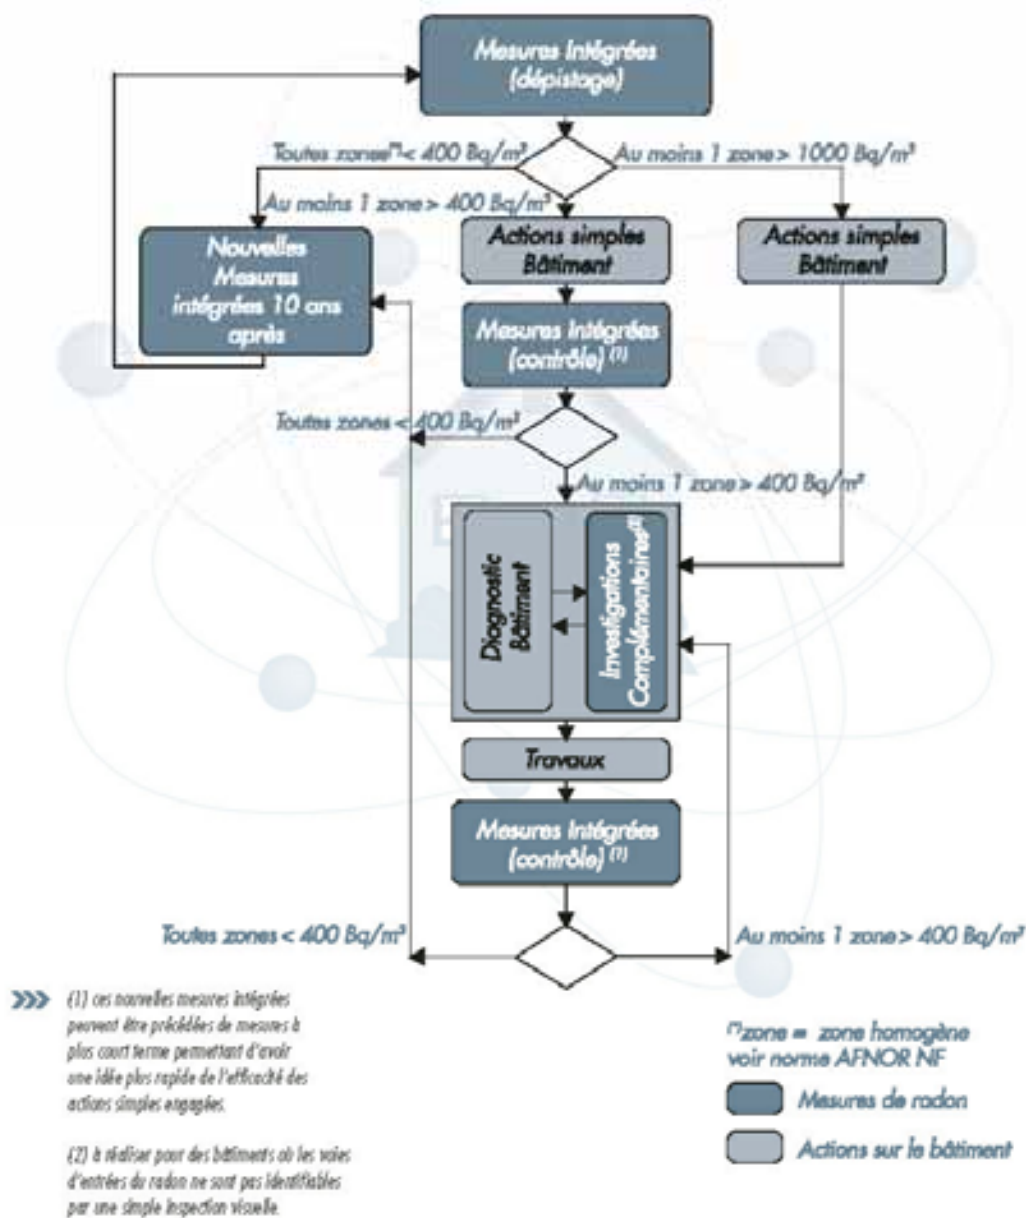 Mesures Intégrées
(dépistage)
Toutes zones(*) < 400 Bq/m³
Au moins 1 zone > 1000 Bq/m³
Au moins 1 zone > 400 Bq/m³
Nouvelles
Mesures
intégrées 10 ans
après
Actions simples
Bâtiment
Actions simples
Bâtiment
Mesures Intégrées
(contrôle) (1)
Toutes zones < 400 Bq/m³
Au moins 1 zone > 400 Bq/m³
Diagnostic
Bâtiment
Investigations
Complémentaires(2)
Travaux
Mesures Intégrées
(contrôle) (1)
Toutes zones < 400 Bq/m³
Au moins 1 zone > 400 Bq/m³
>>> (1) ces nouvelles mesures intégrées
peuvent être précédées de mesures à
plus court terme permettant d'avoir
une idée plus rapide de l'efficacité des
actions simples engagées.
(2) à réaliser pour des bâtiments où les voies
d'entrées du radon ne sont pas identifiables
par une simple inspection visuelle.
(*)zone = zone homogène
voir norme AFNOR NF
Mesures de radon
Actions sur le bâtiment